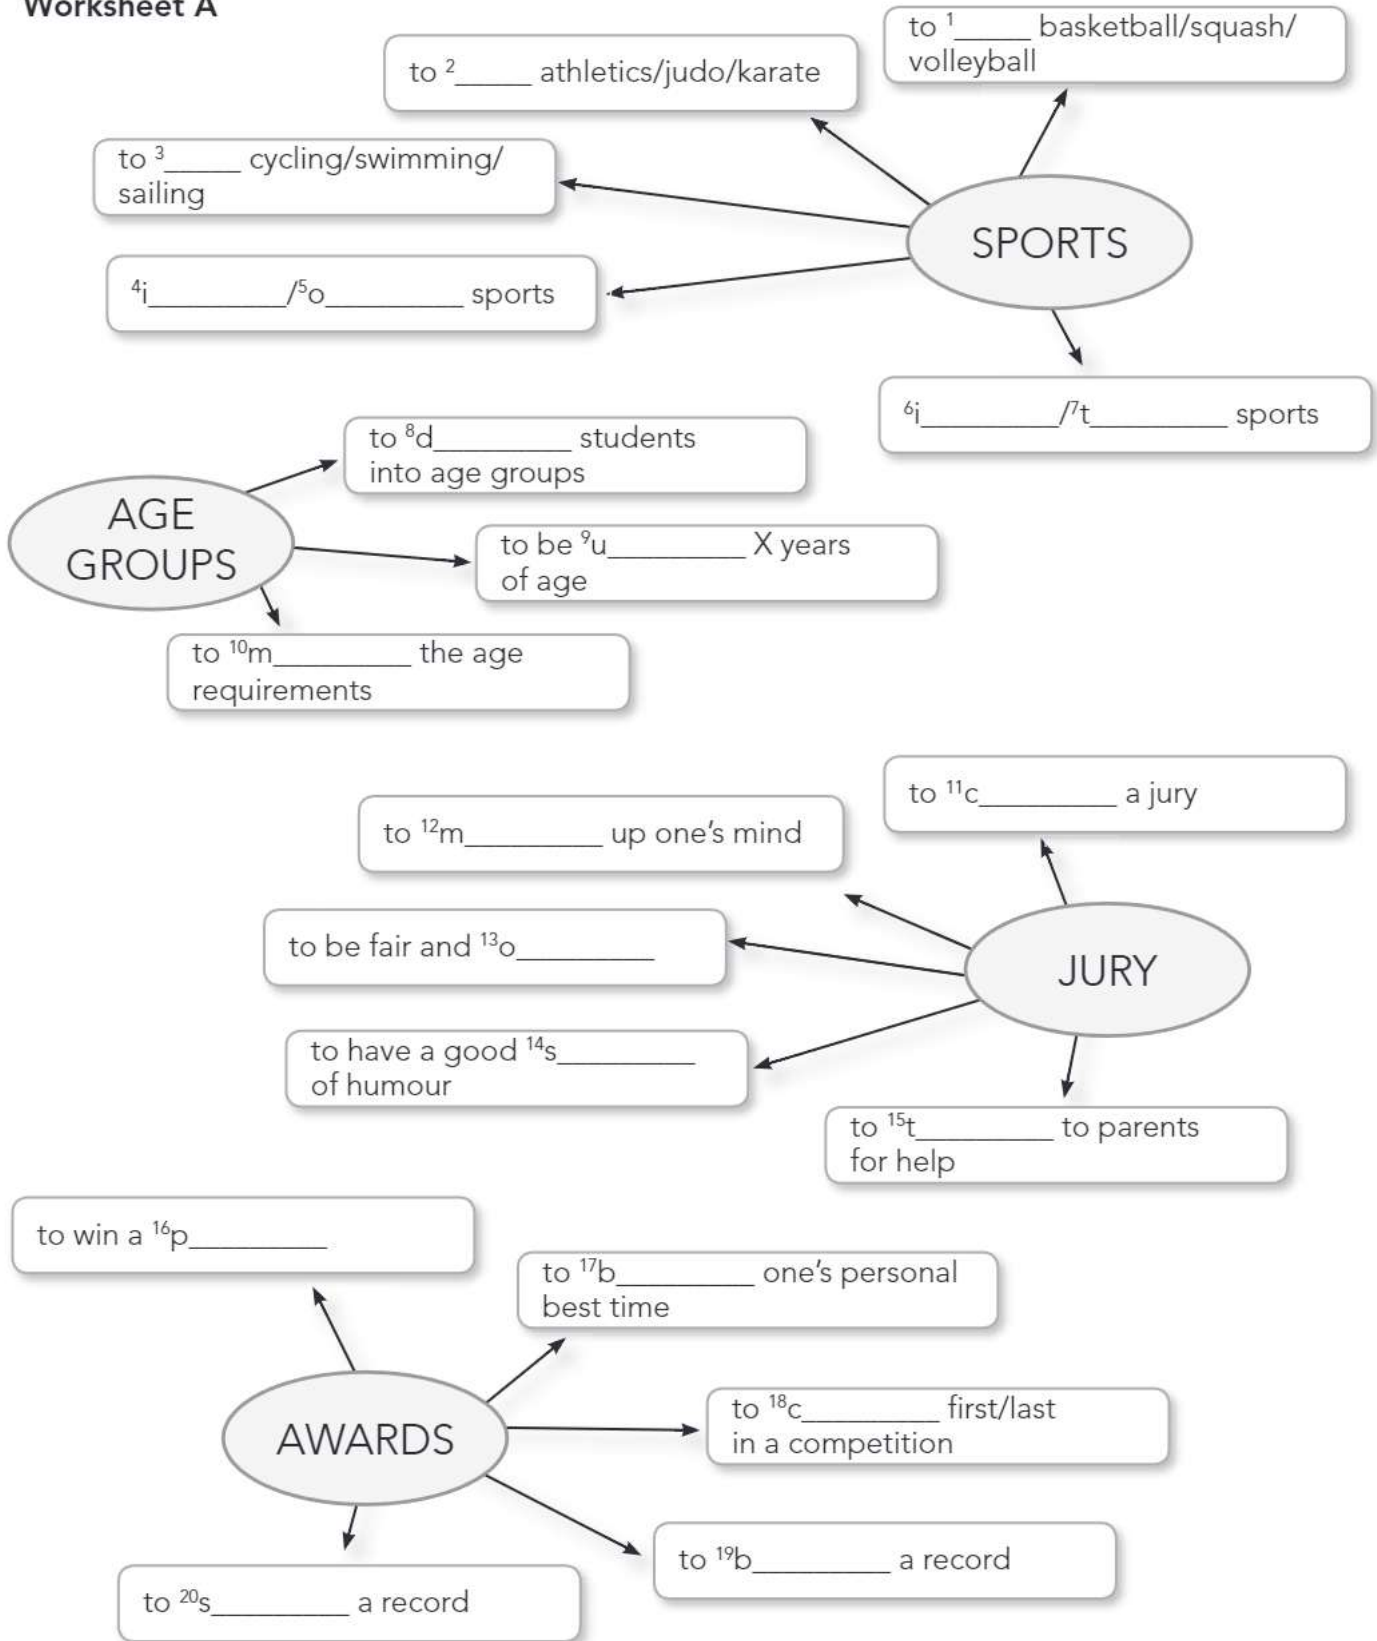 Worksheet A
to 1_____ basketball/squash/
volleyball
to 2_____ athletics/judo/karate
to 3_____ cycling/swimming/
sailing
SPORTS
4i_________/5o_________ sports
6i_________/7t_________ sports
to 8d_________ students
into age groups
AGE
GROUPS
to be 9u_________ X years
of age
to 10m_________ the age
requirements
to 11c_________ a jury
to 12m_________ up one's mind
to be fair and 13o_________
JURY
to have a good 14s_________
of humour
to 15t_________ to parents
for help
to win a 16p_________
to 17b_________ one's personal
best time
to 18c_________ first/last
in a competition
AWARDS
to 19b_________ a record
to 20s_________ a record